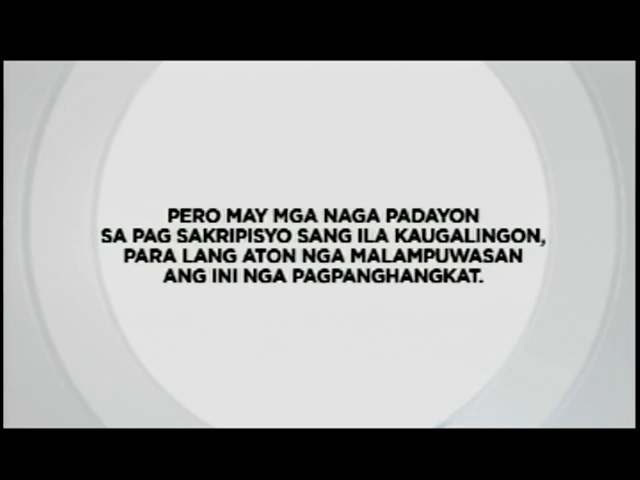 PERO MAY MGA NAGA PADAYON
SA PAG SAKRIPISYO SANG ILA KAUGALINGON,
PARA LANG ATON NGA MALAMPUWASAN
ANG INI NGA PAGPANGHANGKAT.